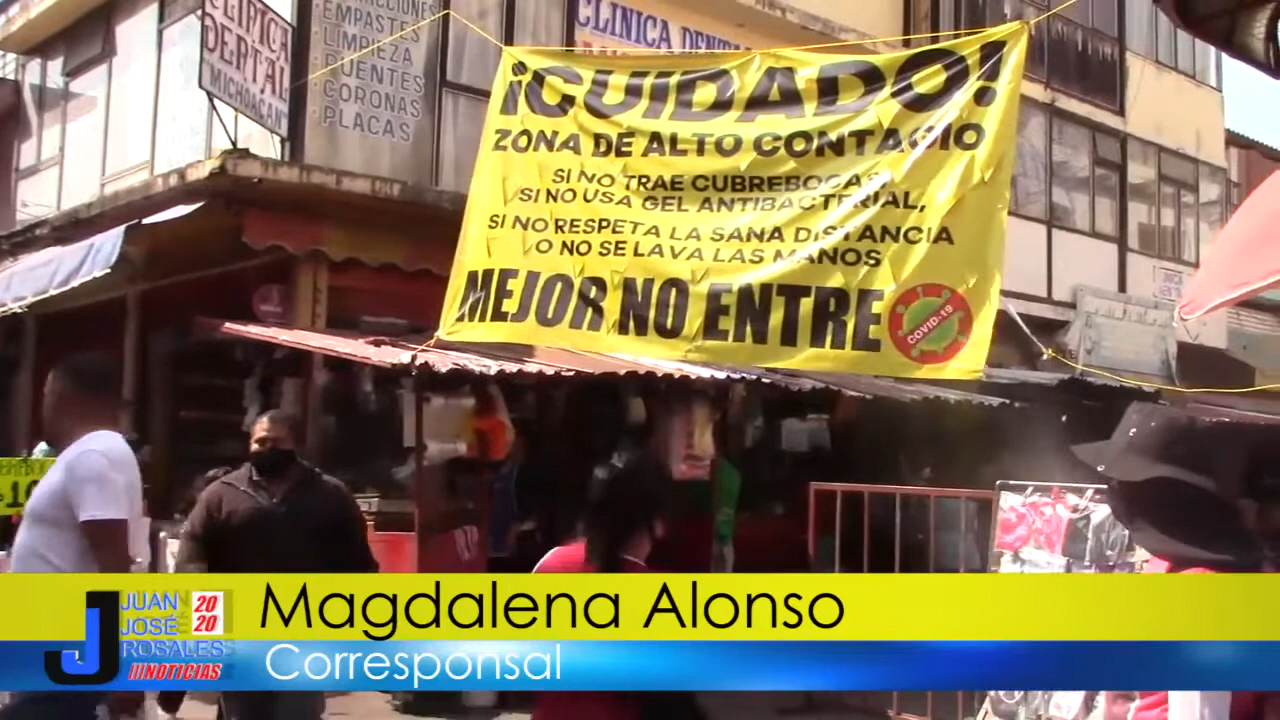 CLINICA
DENTAL
MICHOACAN
EMPASTES
LIMPIEZA
PUENTES
CORONAS
PLACAS
CLINICA DENTAL
¡CUIDADO!
ZONA DE ALTO CONTAGIO
SI NO TRAE CUBREBOCAS,
SI NO USA GEL ANTIBACTERIAL,
SI NO RESPETA LA SANA DISTANCIA
O NO SE LAVA LAS MANOS
MEJOR NO ENTRE
COVID-19
J
JUAN
JOSÉ
ROSALES
NOTICIAS
20
20
Magdalena Alonso
Corresponsal